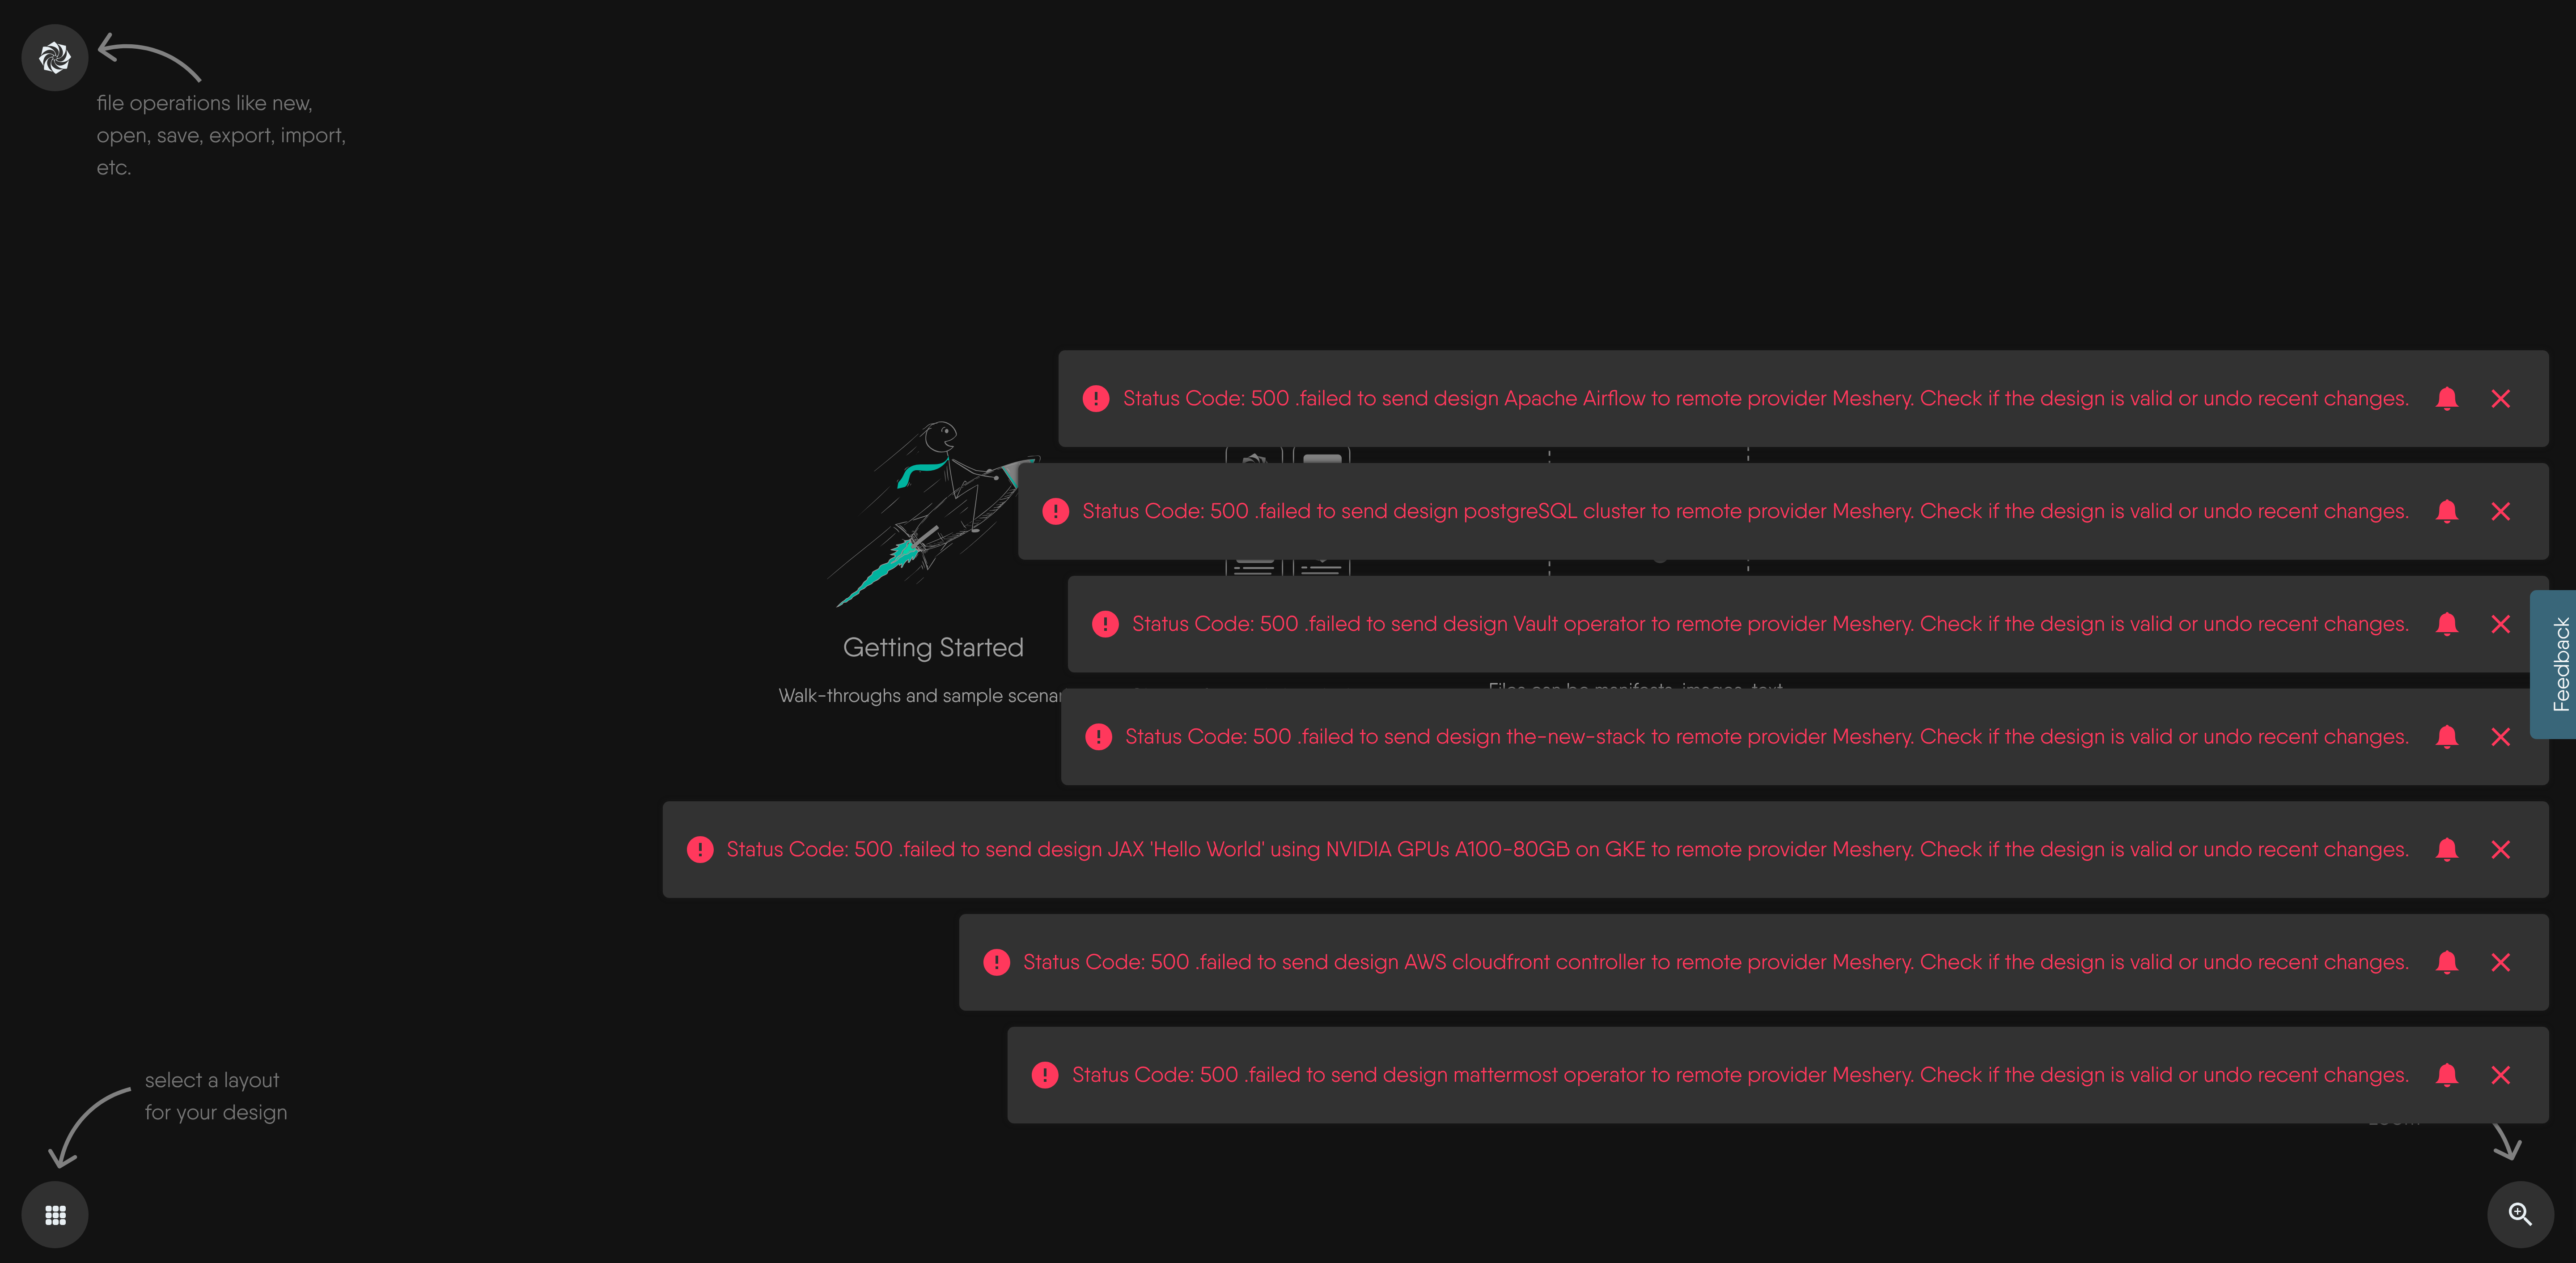 file operations like new,
open, save, export, import,
etc.
Status Code: 500 .failed to send design Apache Airflow to remote provider Meshery. Check if the design is valid or undo recent changes.
Status Code: 500 .failed to send design postgreSQL cluster to remote provider Meshery. Check if the design is valid or undo recent changes.
Status Code: 500 .failed to send design Vault operator to remote provider Meshery. Check if the design is valid or undo recent changes.
Getting Started
Feedback
Walk-throughs and sample
Files can be manifests, images, text
Status Code: 500 .failed to send design the-new-stack to remote provider Meshery. Check if the design is valid or undo recent changes.
Status Code: 500 .failed to send design JAX 'Hello World' using NVIDIA GPUs A100-80GB on GKE to remote provider Meshery. Check if the design is valid or undo recent changes.
Status Code: 500 .failed to send design AWS cloudfront controller to remote provider Meshery. Check if the design is valid or undo recent changes.
Status Code: 500 .failed to send design mattermost operator to remote provider Meshery. Check if the design is valid or undo recent changes.
select a layout
for your design